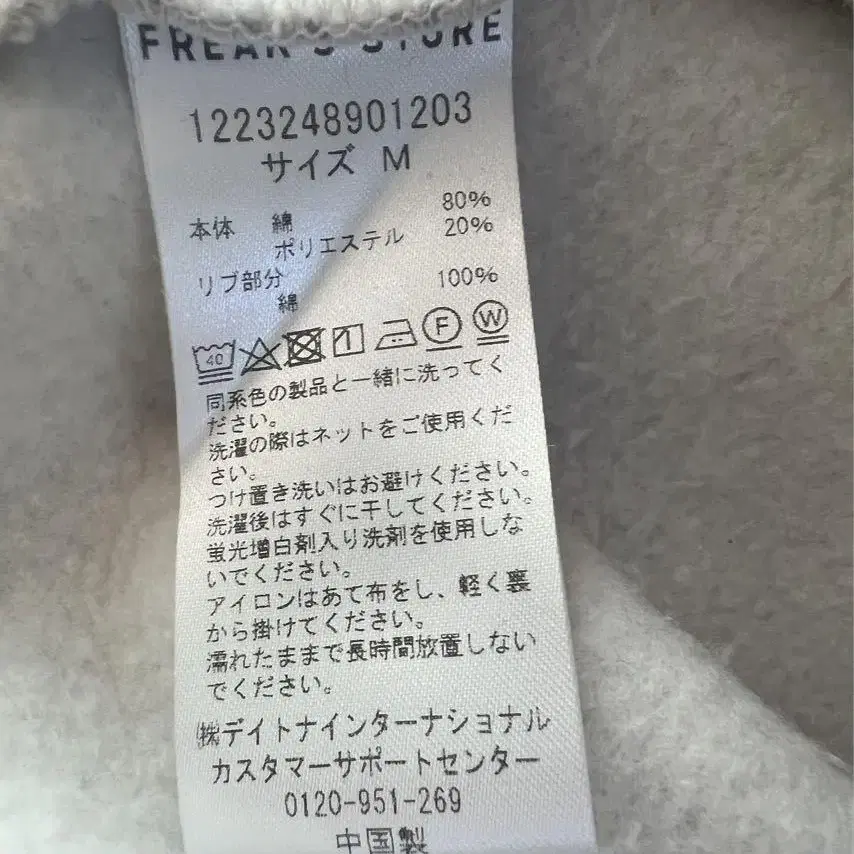 FREAK'S STORE
1223248901203
サイズ M
本体 綿 80%
ポリエステル 20%
リブ部分
綿 100%
40 1 F W
同系色の製品と一緒に洗ってく
ださい。
洗濯の際はネットをご使用くだ
さい。
つけ置き洗いはお避けください。
洗濯後はすぐに干してください。
蛍光増白剤入り洗剤を使用しな
いでください。
アイロンはあて布をし、軽く裏
から掛けてください。
濡れたままで長時間放置しない
でください。
㈱デイトナインターナショナル
カスタマーサポートセンター
0120-951-269
中国製